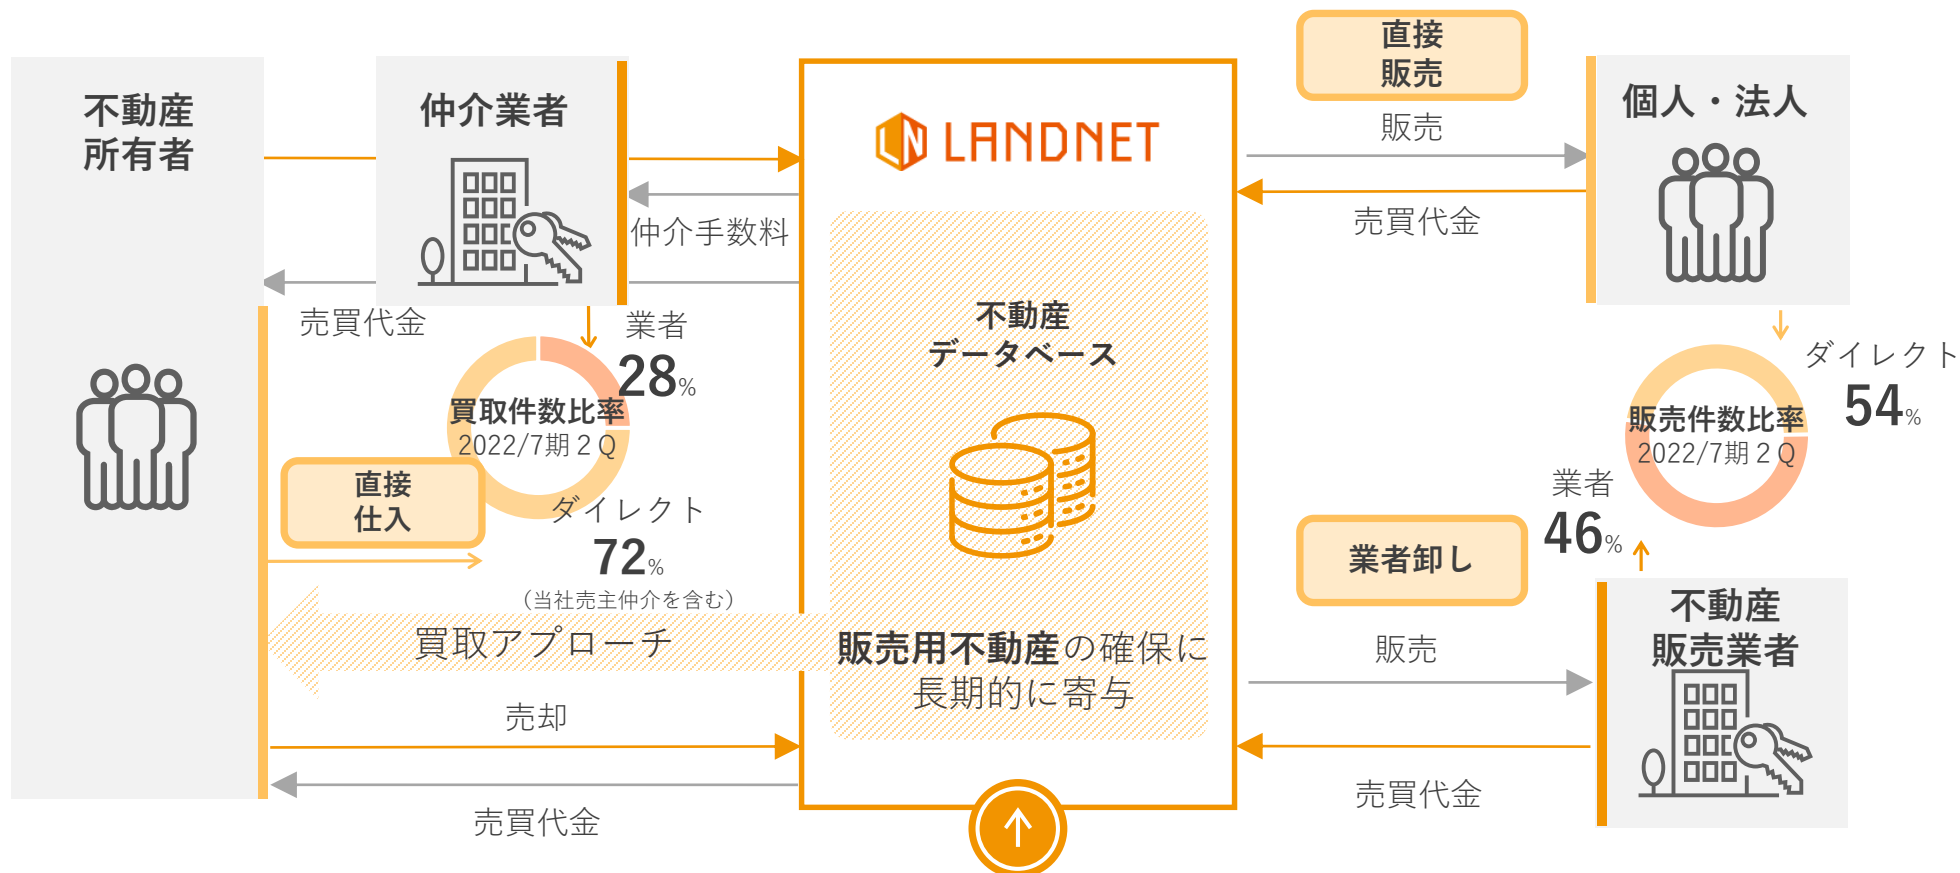 不動産
所有者
仲介業者
仲介手数料
売買代金
業者
28%
買取件数比率
2022/7期２Q
直接
仕入
ダイレクト
72%
（当社売主仲介を含む）
買取アプローチ
売却
売買代金
LANDNET
不動産
データベース
販売用不動産の確保に
長期的に寄与
直接
販売
販売
売買代金
個人・法人
ダイレクト
54%
販売件数比率
2022/7期２Q
業者
46%
業者卸し
販売
売買代金
不動産
販売業者